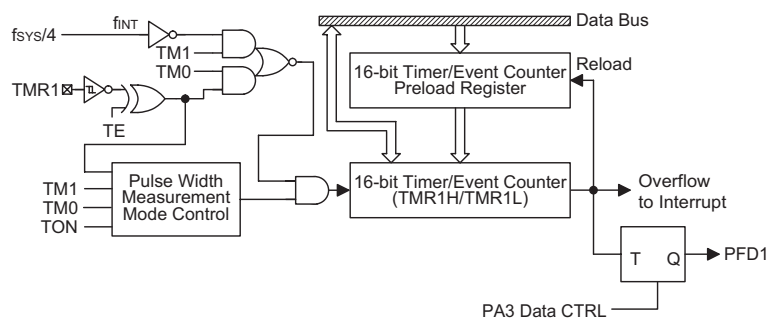 fSYS/4
fINT
TM1
TM0
TMR1
TE
TM1
TM0
TON
Pulse Width
Measurement
Mode Control
Data Bus
16-bit Timer/Event Counter
Preload Register
Reload
16-bit Timer/Event Counter
(TMR1H/TMR1L)
Overflow
to Interrupt
T
Q
PFD1
PA3 Data CTRL